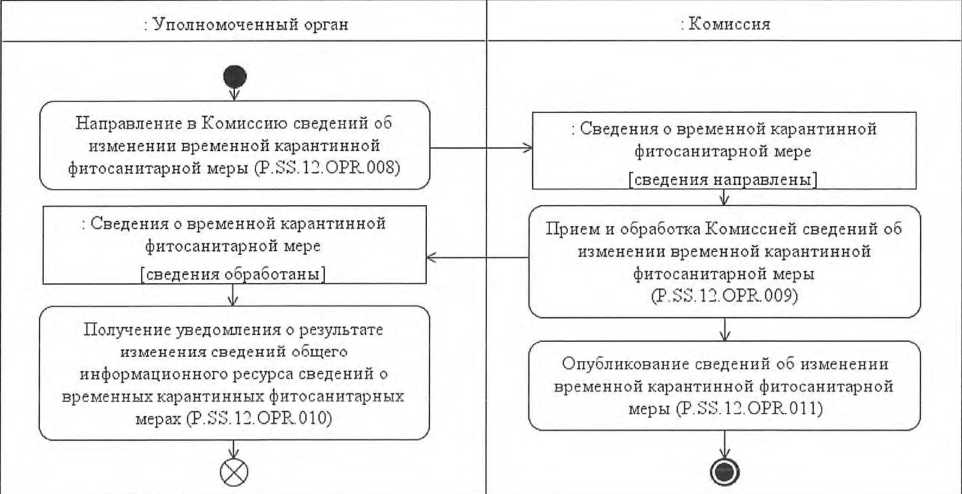 : Уполномоченный орган
: Комиссия
Направление в Комиссию сведений об
изменении временной карантинной
фитосанитарной меры (P.SS.12.OPR.008)
: Сведения о временной карантинной
фитосанитарной мере
[сведения направлены]
: Сведения о временной карантинной
фитосанитарной мере
[сведения обработаны]
Прием и обработка Комиссией сведений об
изменении временной карантинной
фитосанитарной меры
(P.SS.12.OPR.009)
Получение уведомления о результате
изменения сведений общего
информационного ресурса сведений о
временных карантинных фитосанитарных
мерах (P.SS.12.OPR.010)
Опубликование сведений об изменении
временной карантинной фитосанитарной
меры (P.SS.12.OPR.011)